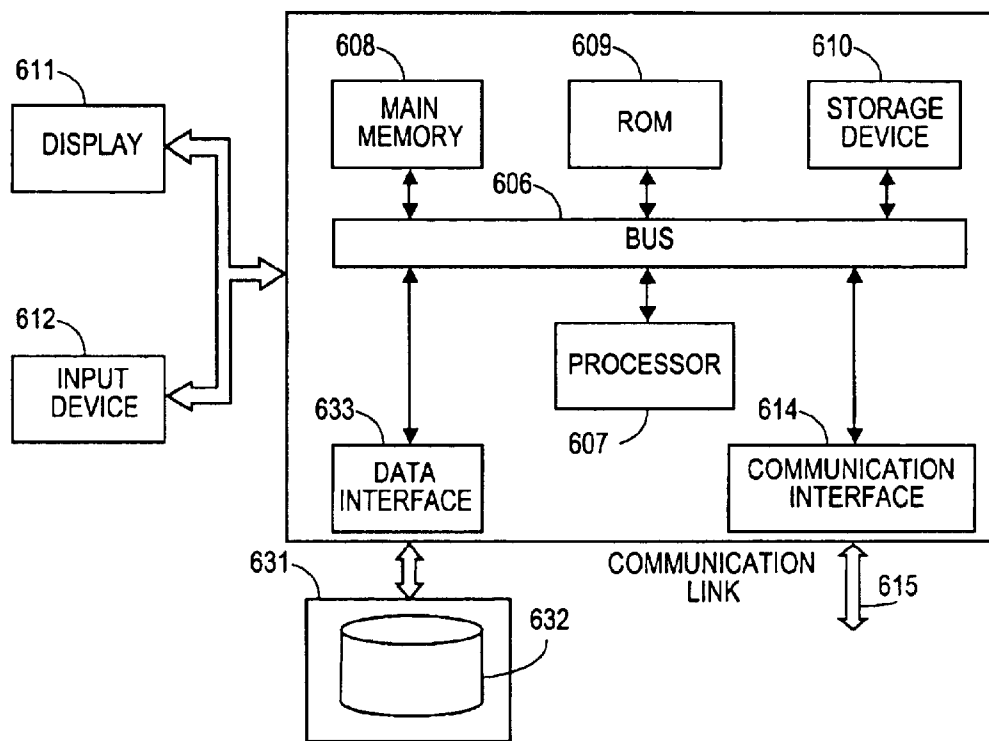 608
609
610
611
MAIN
MEMORY
ROM
STORAGE
DEVICE
DISPLAY
606
BUS
612
INPUT
DEVICE
PROCESSOR
607
633
614
DATA
INTERFACE
COMMUNICATION
INTERFACE
631
COMMUNICATION
LINK
615
632